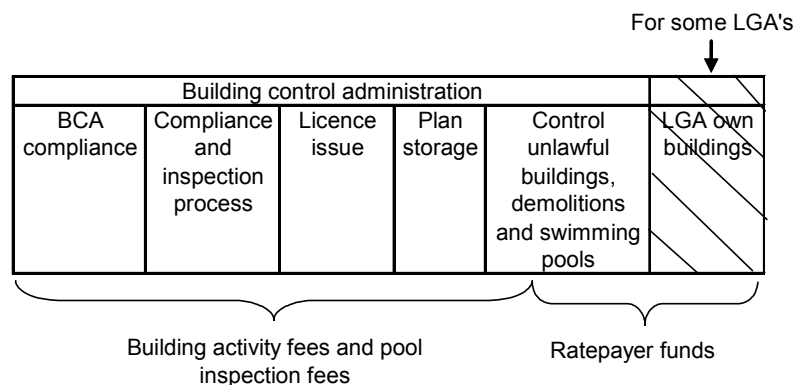 For some LGA's
Building control administration
BCA
compliance
Compliance
and
inspection
process
Licence
issue
Plan
storage
Control
unlawful
buildings,
demolitions
and swimming
pools
LGA own
buildings
Building activity fees and pool
inspection fees
Ratepayer funds